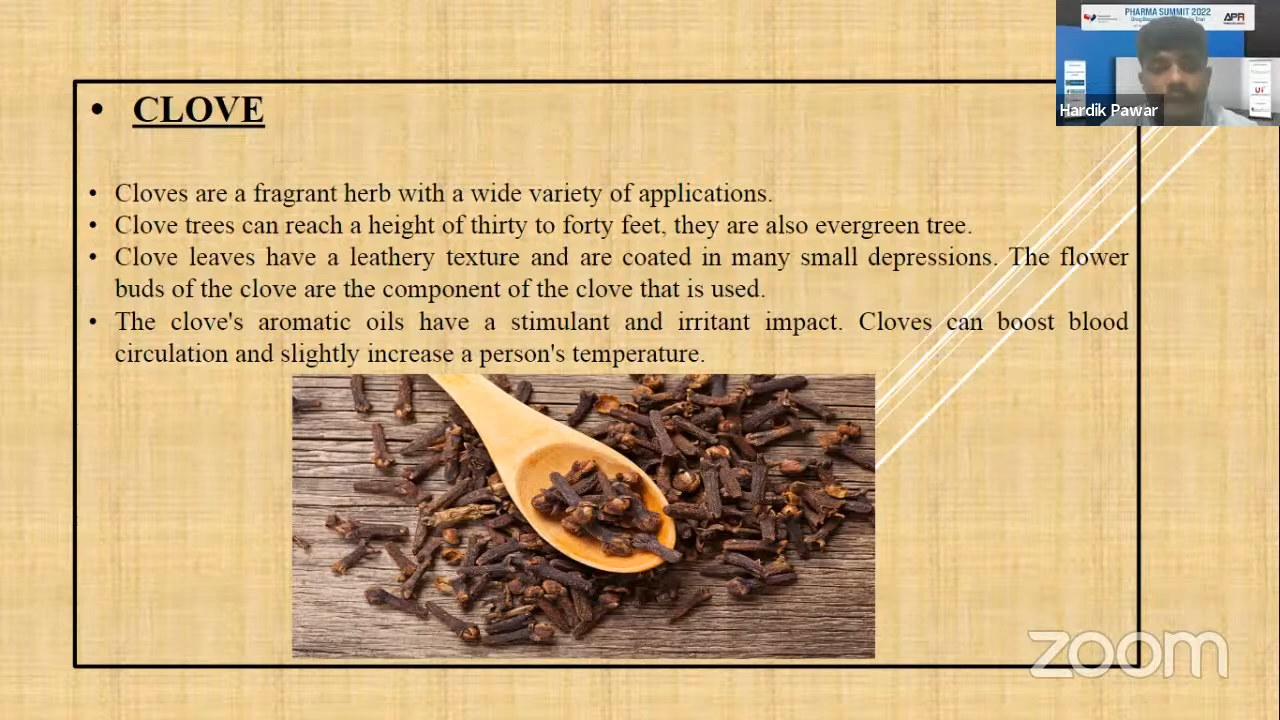 PHARMA SUMMIT 2022
APR
Hardik Pawar
• CLOVE
• Cloves are a fragrant herb with a wide variety of applications.
• Clove trees can reach a height of thirty to forty feet, they are also evergreen tree.
• Clove leaves have a leathery texture and are coated in many small depressions. The flower
buds of the clove are the component of the clove that is used.
• The clove's aromatic oils have a stimulant and irritant impact. Cloves can boost blood
circulation and slightly increase a person's temperature.
zoom